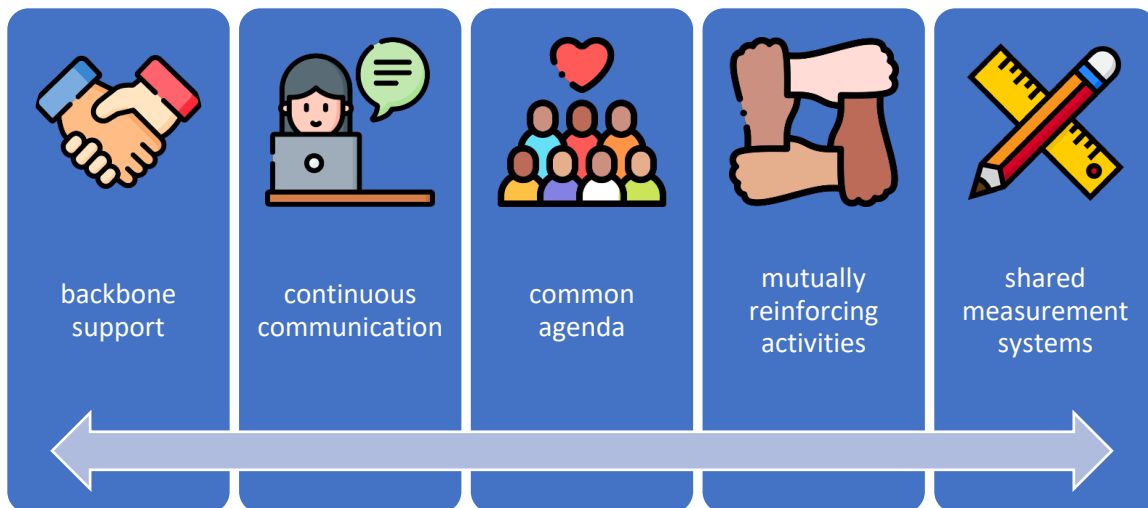 backbone
support
continuous
communication
common
agenda
mutually
reinforcing
activities
shared
measurement
systems